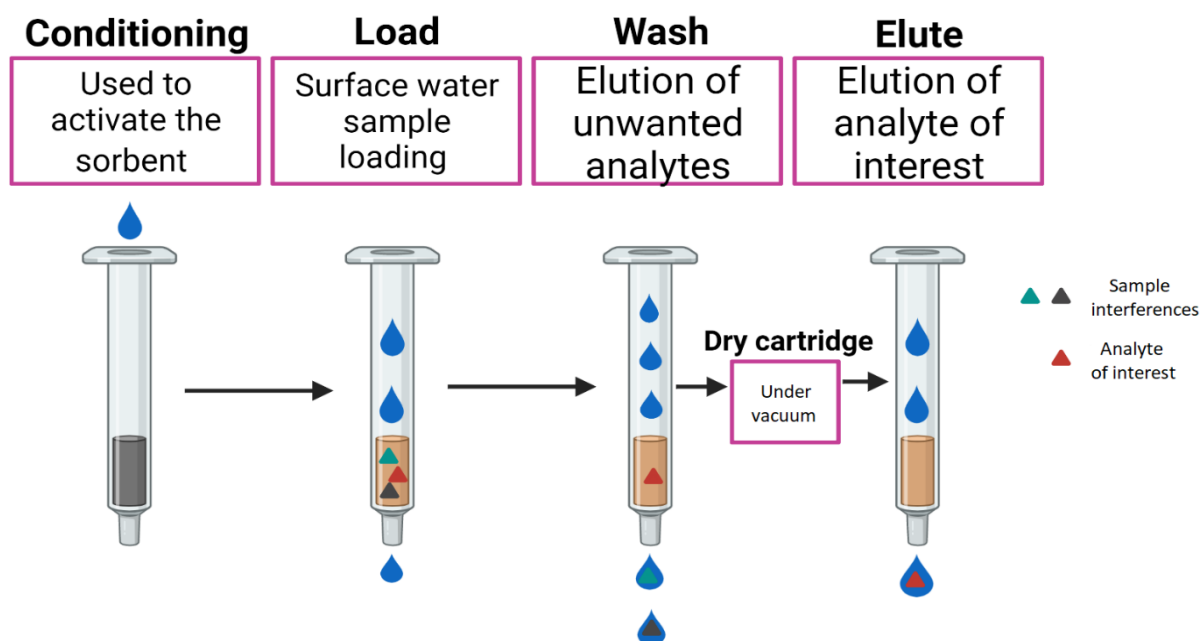 Conditioning
Used to
activate the
sorbent
Load
Surface water
sample
loading
Wash
Elution of
unwanted
analytes
Elute
Elution of
analyte of
interest
Dry cartridge
Under
vacuum
Sample
interferences
Analyte
of interest